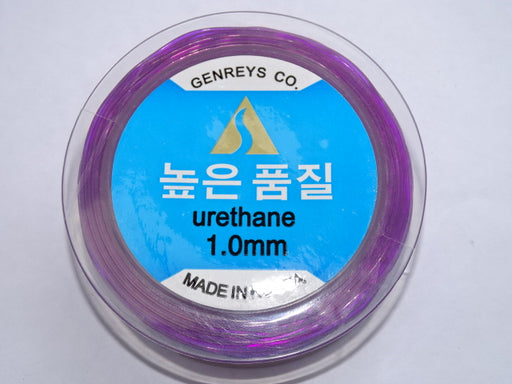 GENREYS CO.
높은 품질
urethane
1.0mm
MADE IN